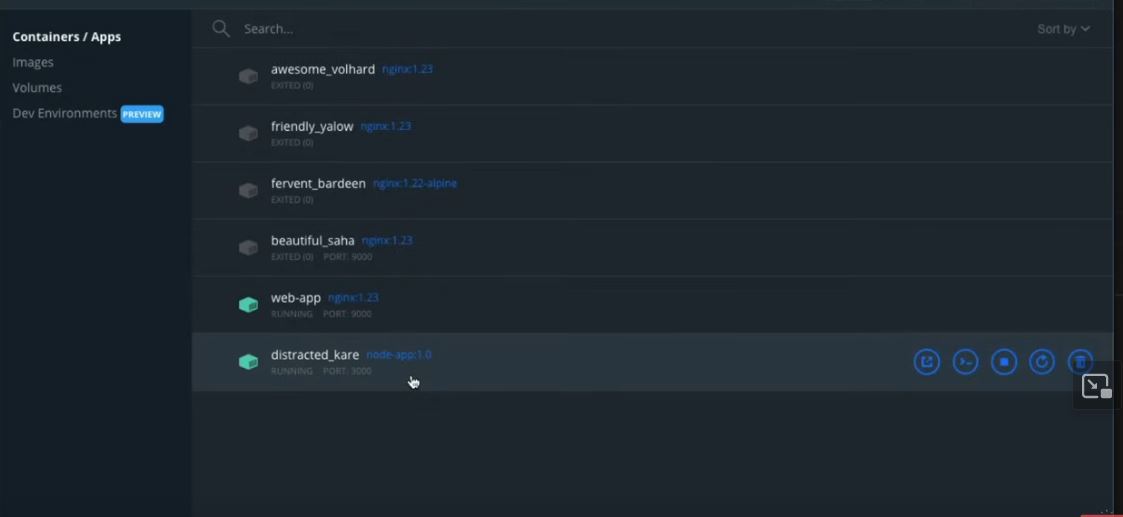 Containers / Apps
Images
Volumes
Dev Environments PREVIEW
Search...
Sort by
awesome_volhard nginx:1.23
EXITED (0)
friendly_yalow nginx:1.23
EXITED (0)
fervent_bardeen nginx:1.22-alpine
EXITED (0)
beautiful_saha nginx:1.23
EXITED (0) PORT: 9000
web-app nginx:1.23
RUNNING PORT: 9000
distracted_kare node-app:1.0
RUNNING PORT: 3000